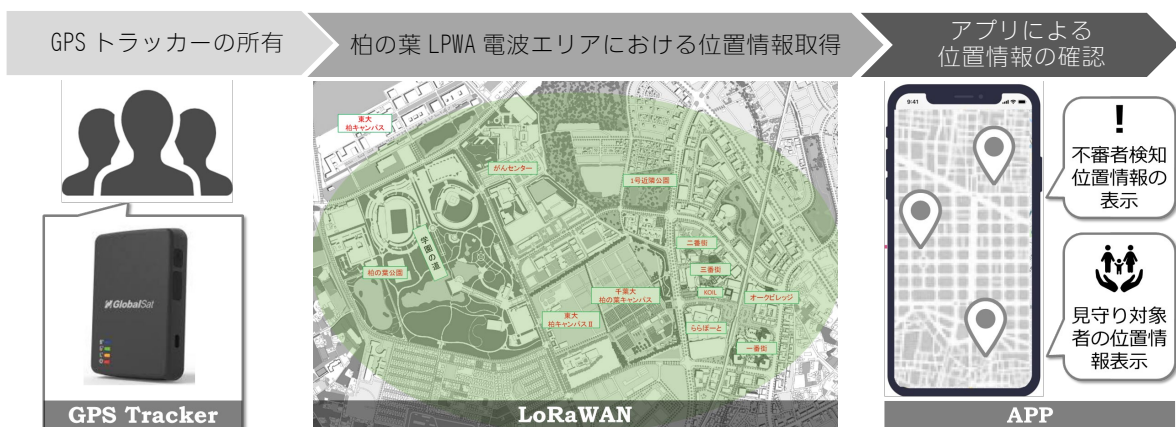 GPS トラッカーの所有
柏の葉 LPWA 電波エリアにおける位置情報取得
アプリによる
位置情報の確認
GlobalSat
GPS Tracker
東大
柏キャンパス
がんセンター
1号近隣公園
学園の道
柏の葉公園
二番街
三番街
千葉大
柏の葉キャンパス
KOIL
オークビレッジ
東大
柏キャンパスⅡ
ららぽーと
一番街
LoRaWAN
9:41
!
不審者検知
位置情報の
表示
見守り対象
者の位置情
報表示
APP